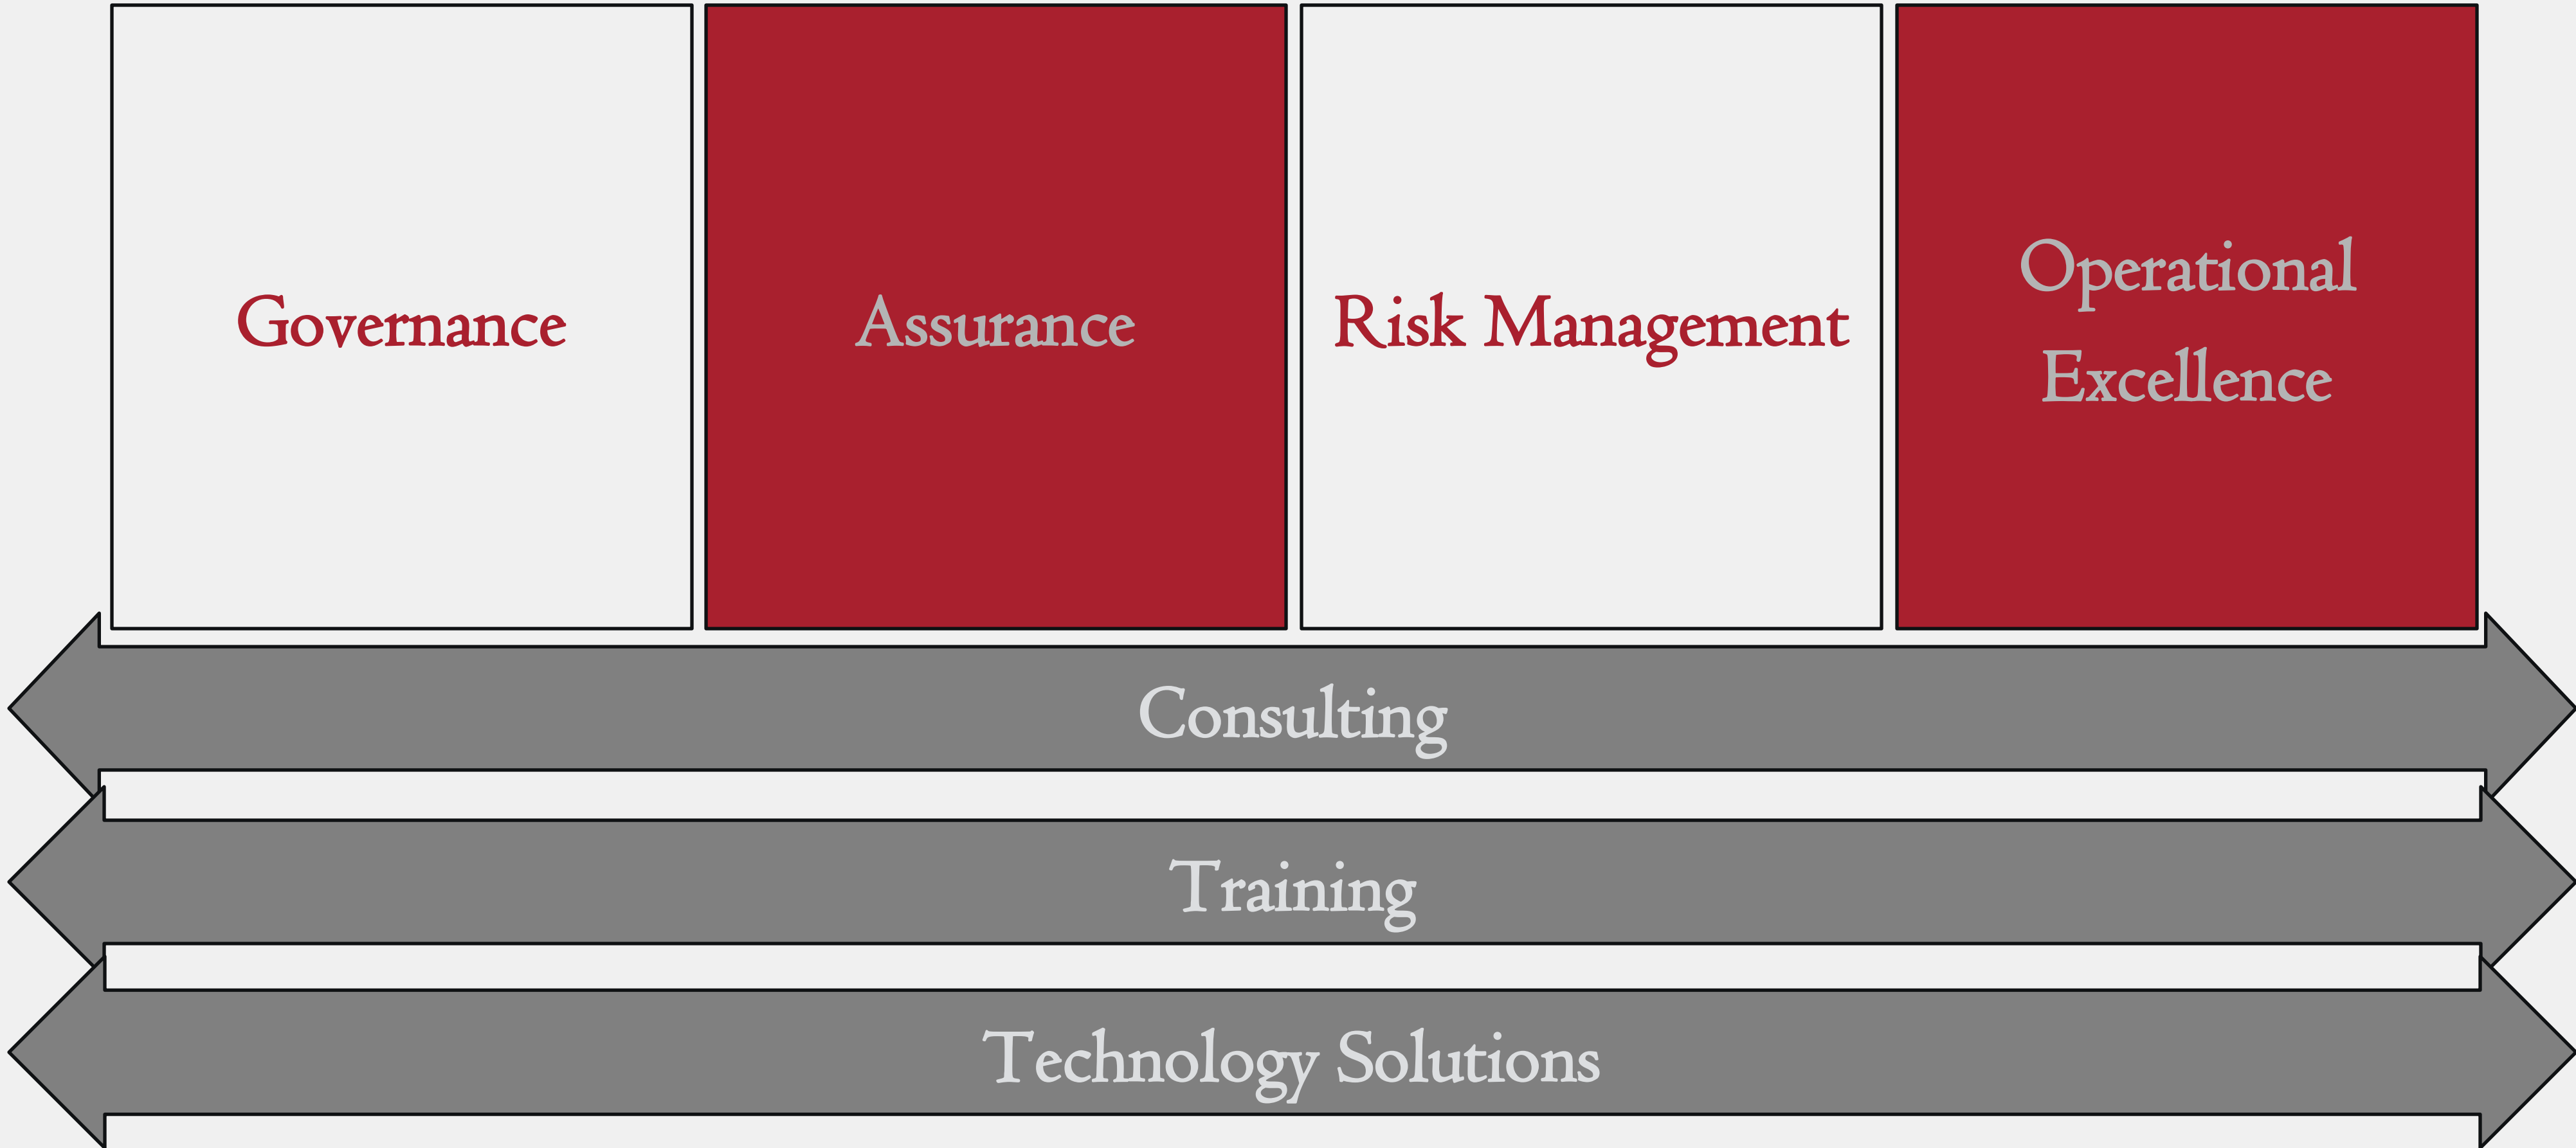 Governance
Assurance
Risk Management
Operational
Excellence
Consulting
Training
Technology Solutions